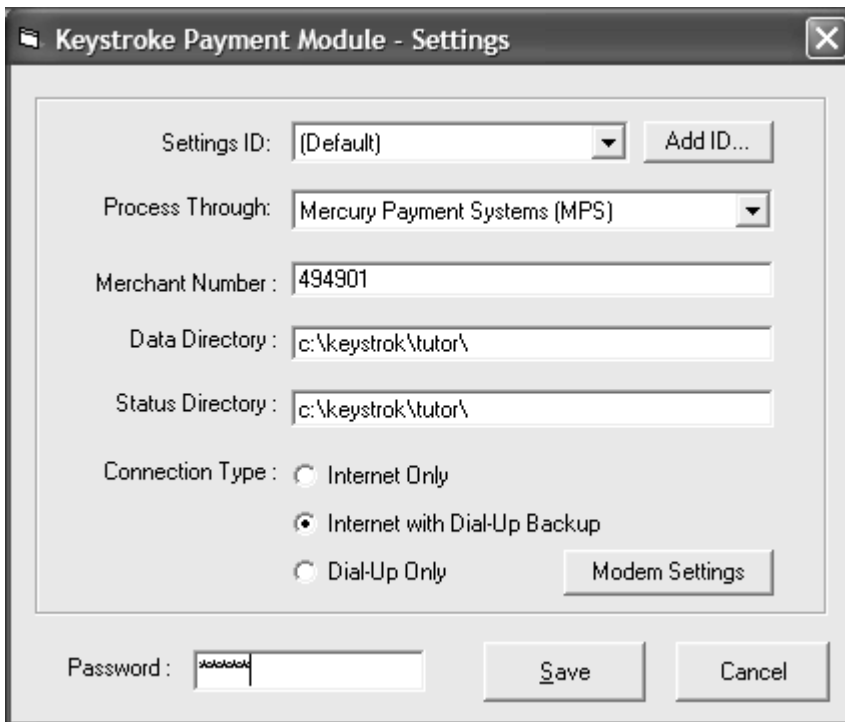 Keystroke Payment Module - Settings
Settings ID: (Default) Add ID...
Process Through: Mercury Payment Systems (MPS)
Merchant Number : 494901
Data Directory : c:\keystrok\tutor\
Status Directory : c:\keystrok\tutor\
Connection Type : Internet Only
Internet with Dial-Up Backup
Dial-Up Only Modem Settings
Password : ****** Save Cancel